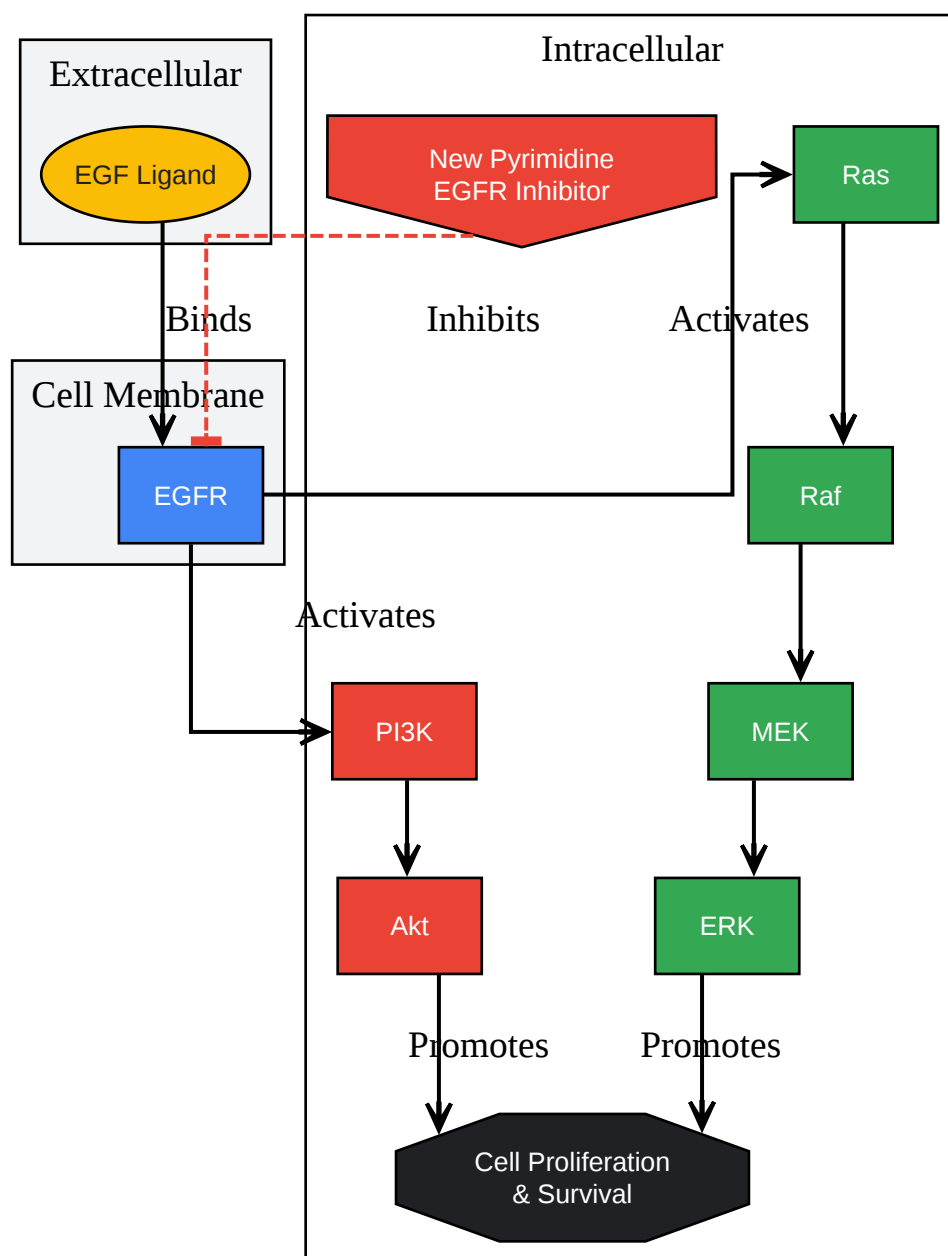 Intracellular
Extracellular
New Pyrimidine
EGFR Inhibitor
EGF Ligand
Ras
Binds
Inhibits
Activates
Cell Membrane
EGFR
Raf
Activates
PI3K
MEK
Akt
ERK
Promotes
Promotes
Cell Proliferation
& Survival